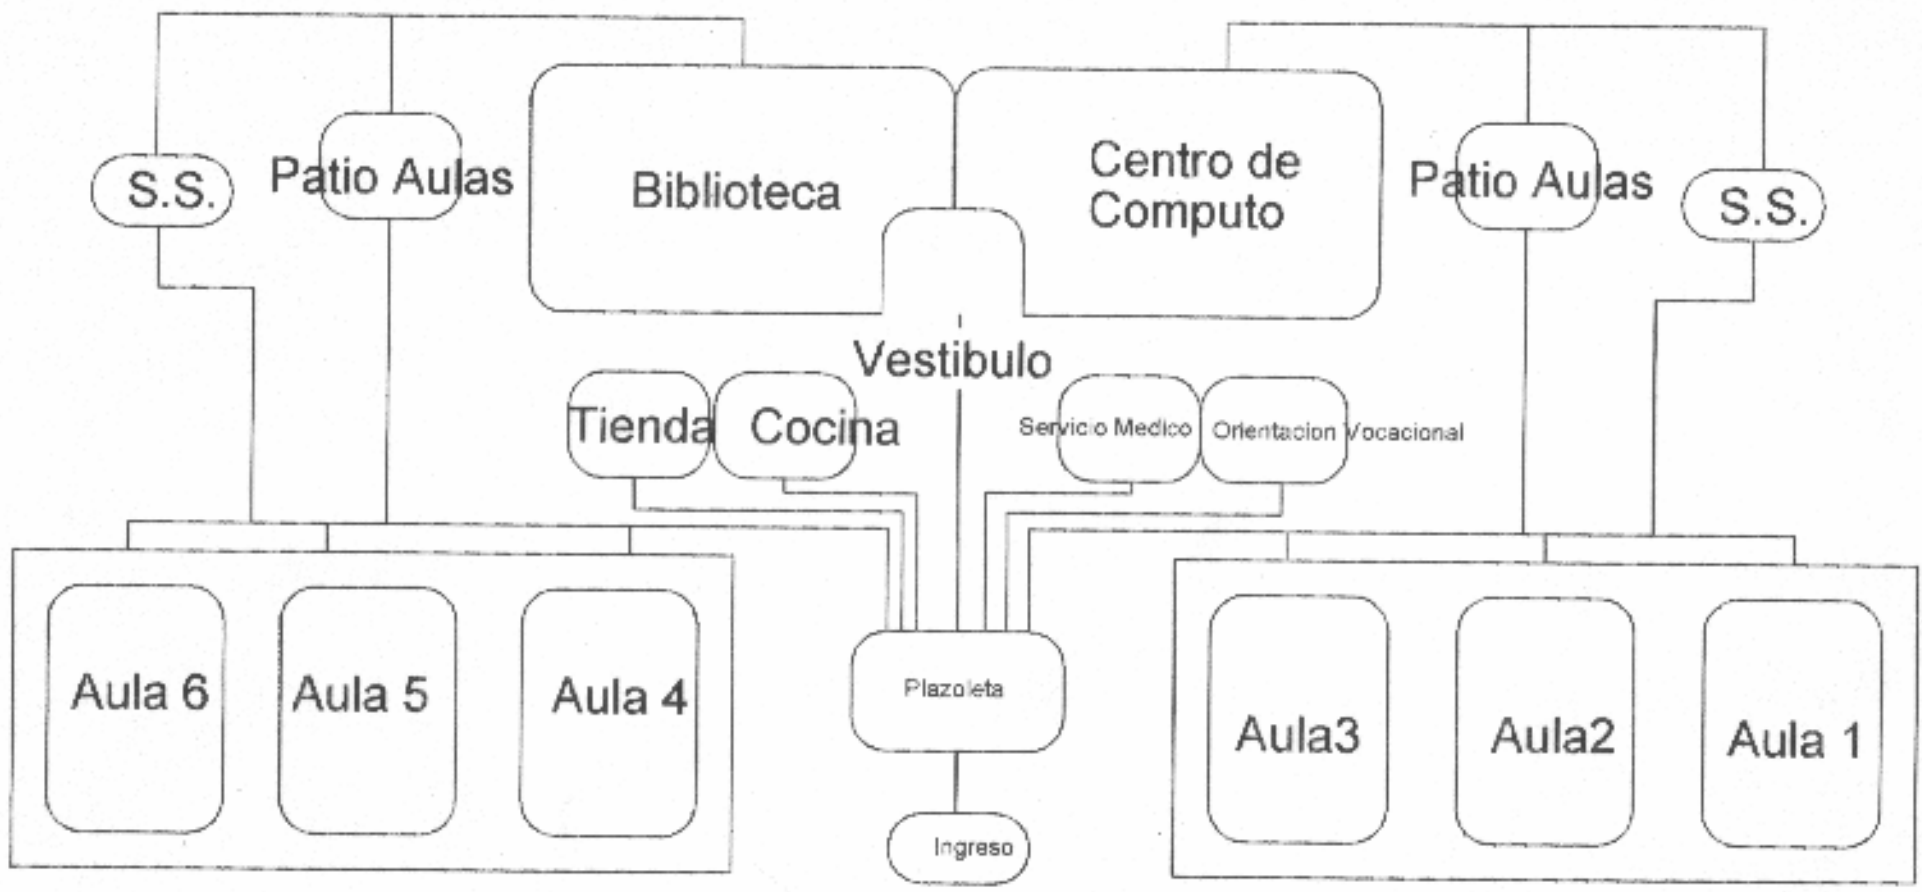 S.S.
Patio Aulas
Biblioteca
Centro de
Computo
Patio Aulas
S.S.
Vestibulo
Tienda
Cocina
Servicio Medico
Orientacion Vocacional
Aula 6
Aula 5
Aula 4
Plazoleta
Aula3
Aula2
Aula 1
Ingreso